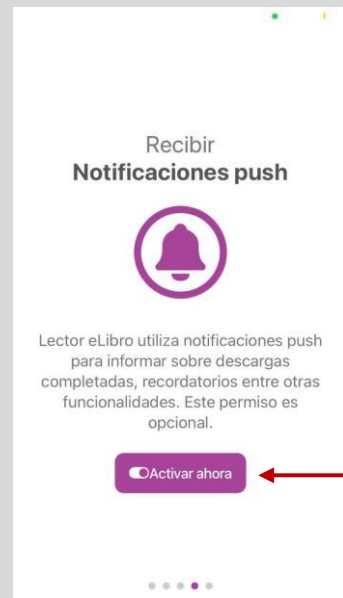 Recibir
Notificaciones push
Lector eLibro utiliza notificaciones push
para informar sobre descargas
completadas, recordatorios entre otras
funcionalidades. Este permiso es
opcional.
Activar ahora